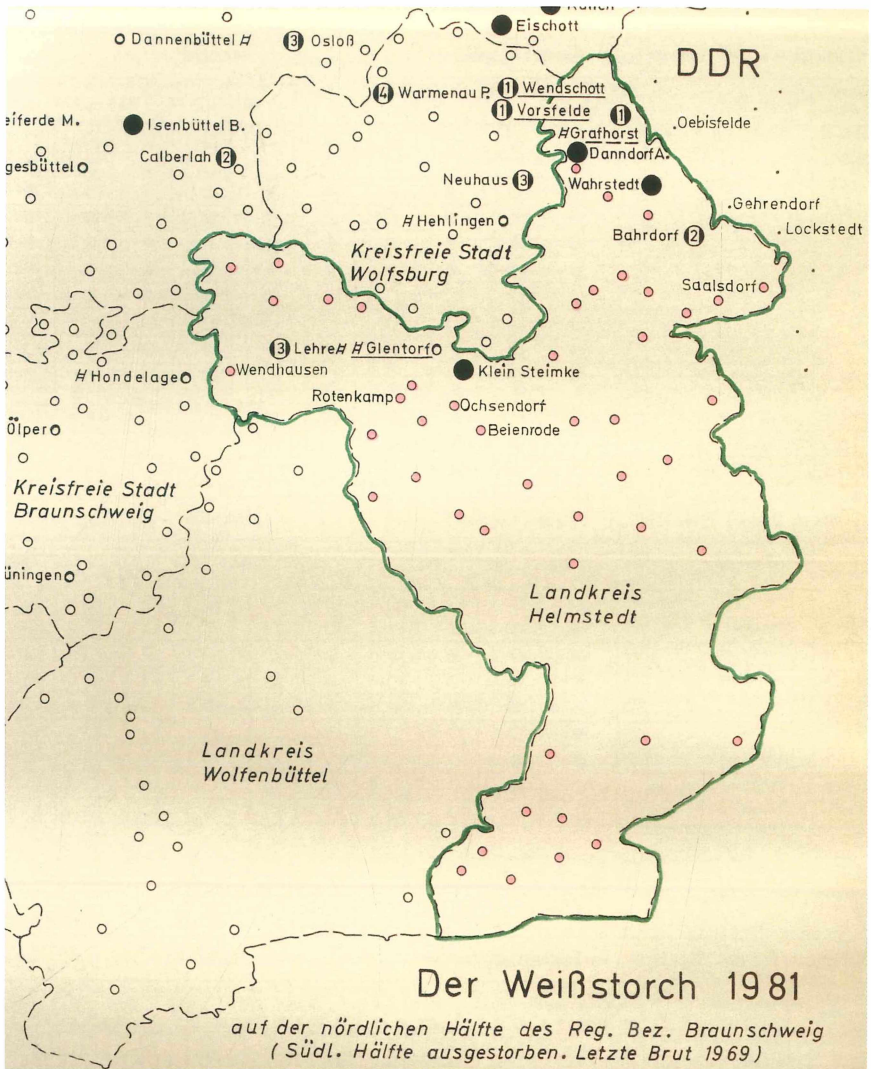 Eischott
Dannenbüttel #
3 Osloß
DDR
4 Warmenau P.
1 Wendschott
1 Vorsfelde
1
#Grafhorst
Oebisfelde
eiferde M.
Isenbüttel B.
Danndorf A.
Calberlah 2
gesbüttel
Neuhaus 3
Wahrstedt
Gehrendorf
# Hehlingen
Lockstedt
Bahrdorf 2
Kreisfreie Stadt
Wolfsburg
Saalsdorf
3 Lehre# #Glentorf
Wendhausen
Klein Steimke
# Hondelage
Rotenkamp
Ochsendorf
Ölper
Beienrode
Kreisfreie Stadt
Braunschweig
üningen
Landkreis
Helmstedt
Landkreis
Wolfenbüttel
Der Weißstorch 1981
auf der nördlichen Hälfte des Reg. Bez. Braunschweig
( Südl. Hälfte ausgestorben. Letzte Brut 1969 )